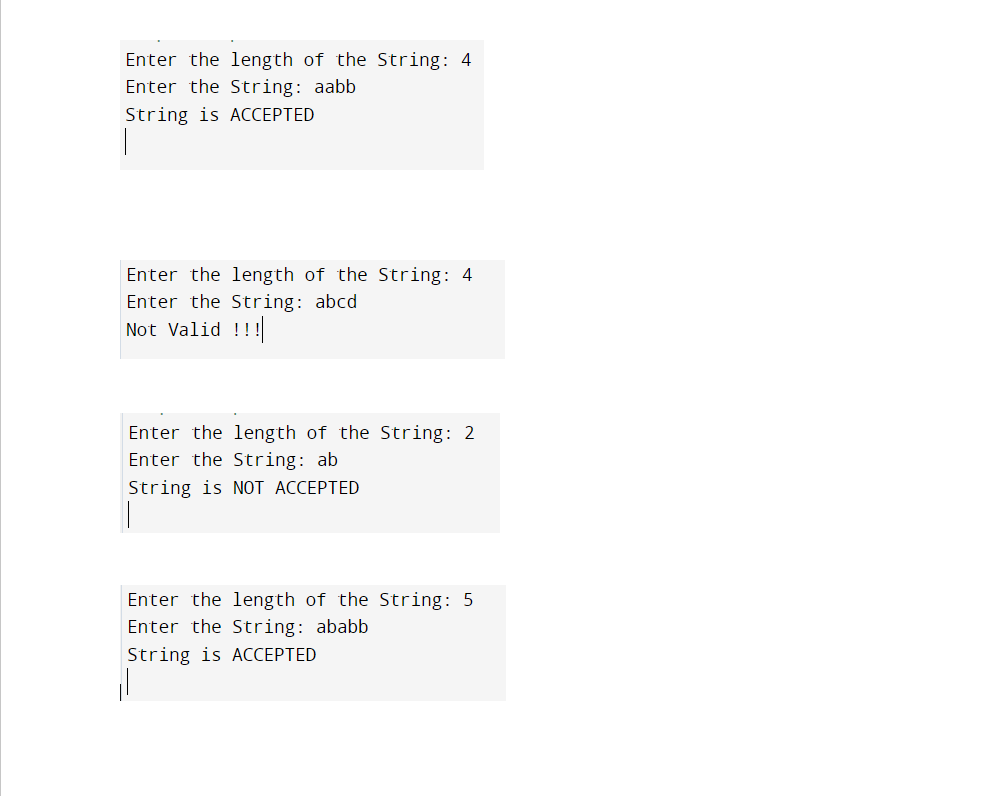 Enter the length of the String: 4
Enter the String: aabb
String is ACCEPTED
Enter the length of the String: 4
Enter the String: abcd
Not Valid !!!
Enter the length of the String: 2
Enter the String: ab
String is NOT ACCEPTED
Enter the length of the String: 5
Enter the String: ababb
String is ACCEPTED